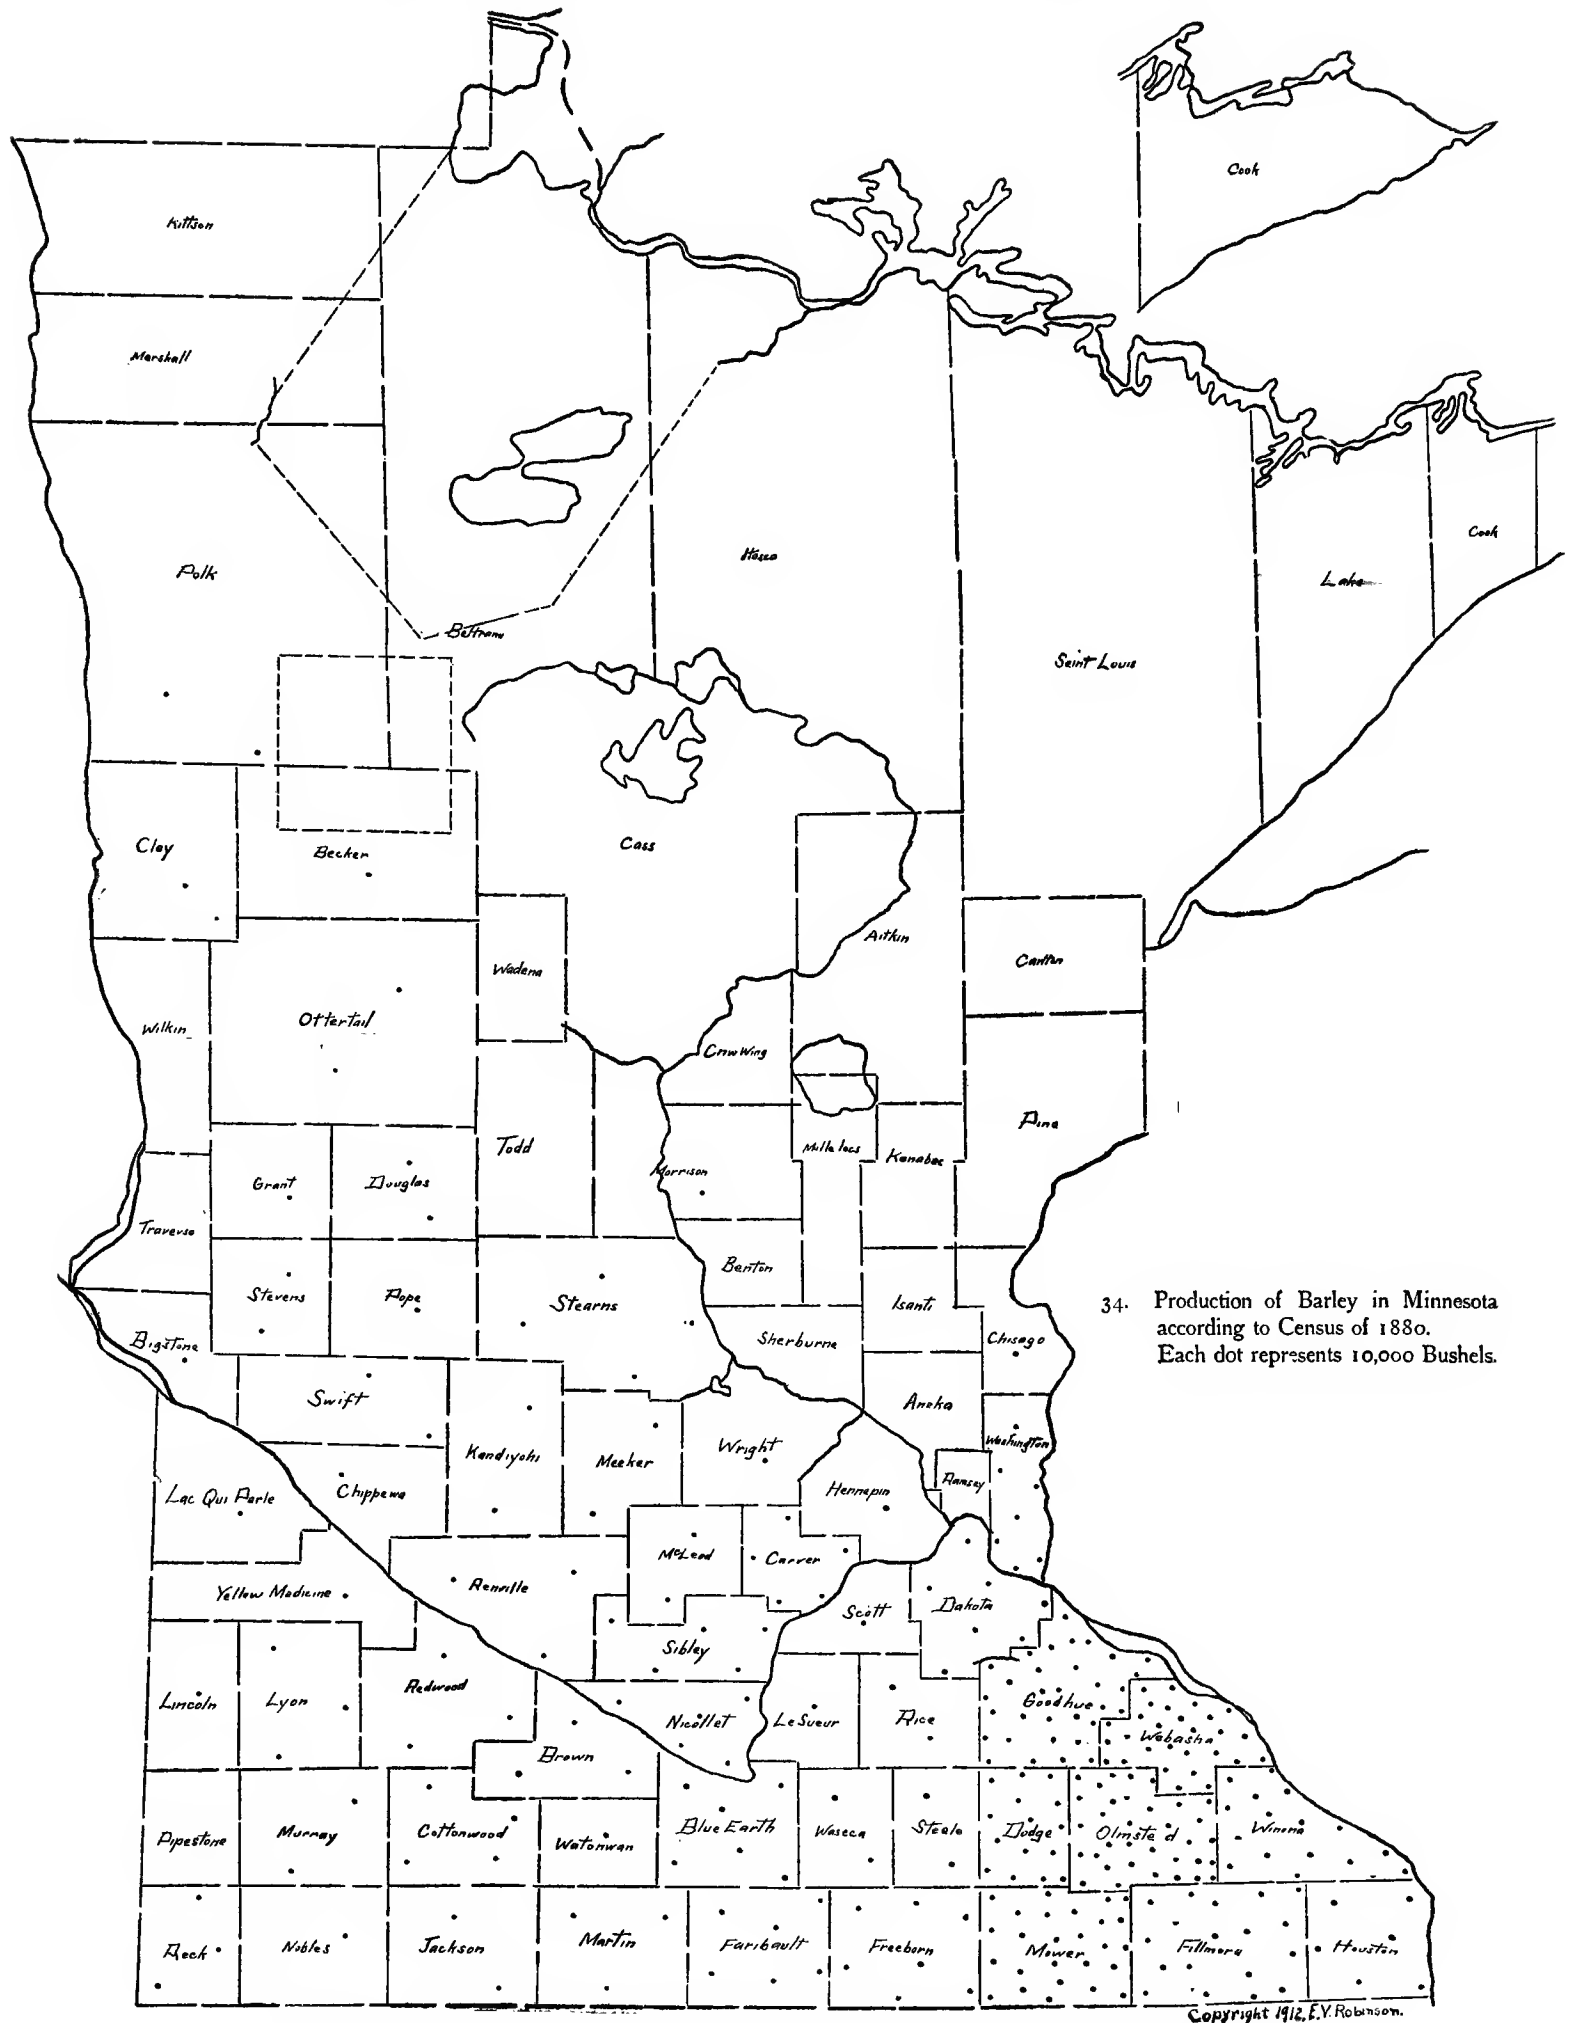 Cook
Kittson
Marshall
Polk
Itasca
Cook
Lake
Beltrami
Saint Louis
Clay
Becker
Cass
Aitkin
Carlton
Wadena
Ottertail
Wilkin
Crow Wing
Pine
Todd
Mille lacs
Kanabec
Morrison
Grant
Douglas
Traverse
Benton
Stevens
Pope
Stearns
Isanti
34. Production of Barley in Minnesota
according to Census of 1880.
Each dot represents 10,000 Bushels.
Bigstone
Sherburne
Chisago
Swift
Anoka
Washington
Kandiyohi
Meeker
Wright
Ramsey
Lac Qui Parle
Chippewa
Hennepin
McLeod
Carver
Yellow Medicine
Renville
Scott
Dakota
Sibley
Lincoln
Lyon
Redwood
Nicollet
LeSueur
Rice
Goodhue
Wabasha
Brown
Pipestone
Murray
Cottonwood
Watonwan
Blue Earth
Waseca
Steele
Dodge
Olmsted
Winona
Rock
Nobles
Jackson
Martin
Faribault
Freeborn
Mower
Fillmore
Houston
Copyright 1912, E.V. Robinson.